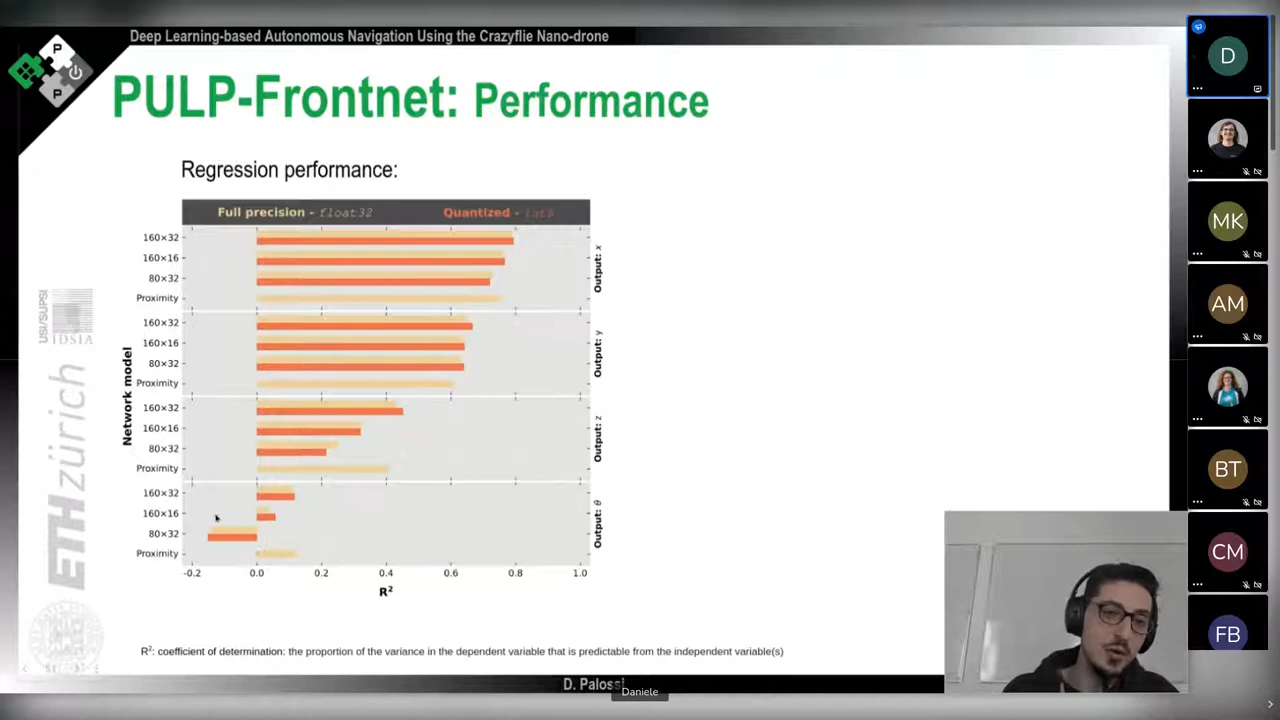 Deep Learning-based Autonomous Navigation Using the Crazyflie Nano-drone
P
P
PULP-Frontnet: Performance
Regression performance:
Full precision - float32 Quantized - int8
160×32
160×16
80×32
Proximity
Output: x
160×32
160×16
80×32
Proximity
Output: y
160×32
160×16
80×32
Proximity
Output: z
160×32
160×16
80×32
Proximity
Output: θ
Network model
-0.2 0.0 0.2 0.4 0.6 0.8 1.0
R²
USI/SUPSI
IDSIA
ETHzürich
R²: coefficient of determination: the proportion of the variance in the dependent variable that is predictable from the independent variable(s)
D. Palossi
Daniele
D
MK
AM
BT
CM
FB